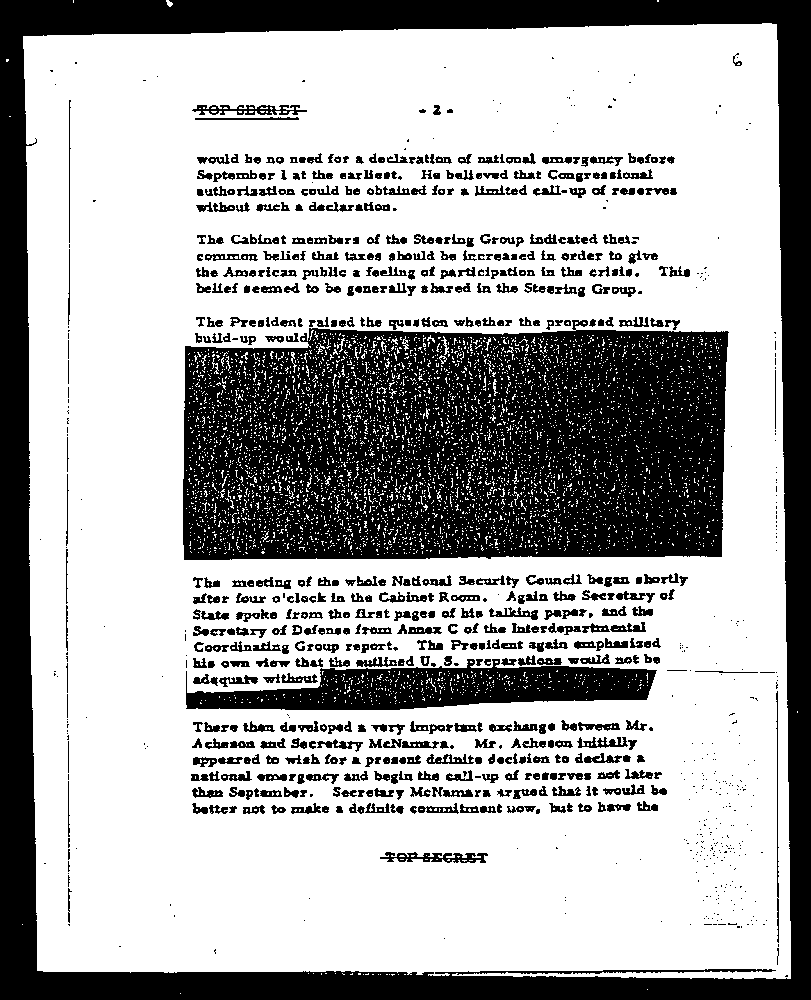 6
TOP SECRET - 2 -
would be no need for a declaration of national emergency before
September 1 at the earliest. He believed that Congressional
authorization could be obtained for a limited call-up of reserves
without such a declaration.
The Cabinet members of the Steering Group indicated their
common belief that taxes should be increased in order to give
the American public a feeling of participation in the crisis. This
belief seemed to be generally shared in the Steering Group.
The President raised the question whether the proposed military
build-up would
The meeting of the whole National Security Council began shortly
after four o'clock in the Cabinet Room. Again the Secretary of
State spoke from the first pages of his talking paper, and the
Secretary of Defense from Annex C of the Interdepartmental
Coordinating Group report. The President again emphasized
his own view that the outlined U. S. preparations would not be
adequate without
There then developed a very important exchange between Mr.
Acheson and Secretary McNamara. Mr. Acheson initially
appeared to wish for a present definite decision to declare a
national emergency and begin the call-up of reserves not later
than September. Secretary McNamara argued that it would be
better not to make a definite commitment now, but to have the
TOP SECRET